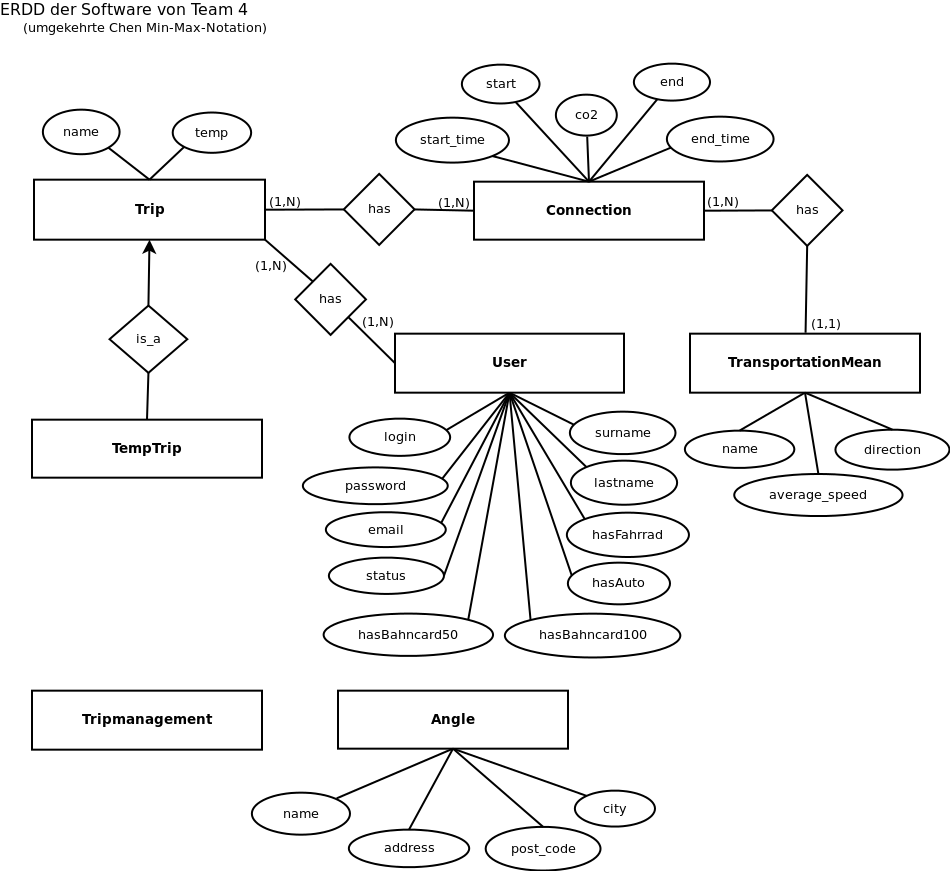 ERDD der Software von Team 4
(umgekehrte Chen Min-Max-Notation)
start
end
co2
name
temp
start_time
end_time
Trip
(1,N)
has
(1,N)
Connection
(1,N)
has
(1,N)
has
(1,N)
(1,1)
is_a
User
TransportationMean
TempTrip
login
surname
name
direction
password
lastname
average_speed
email
hasFahrrad
status
hasAuto
hasBahncard50
hasBahncard100
Tripmanagement
Angle
name
city
address
post_code